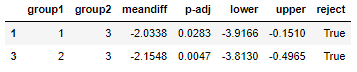 group1 group2 meandiff p-adj lower upper reject
1 1 3 -2.0338 0.0283 -3.9166 -0.1510 True
3 2 3 -2.1548 0.0047 -3.8130 -0.4965 True